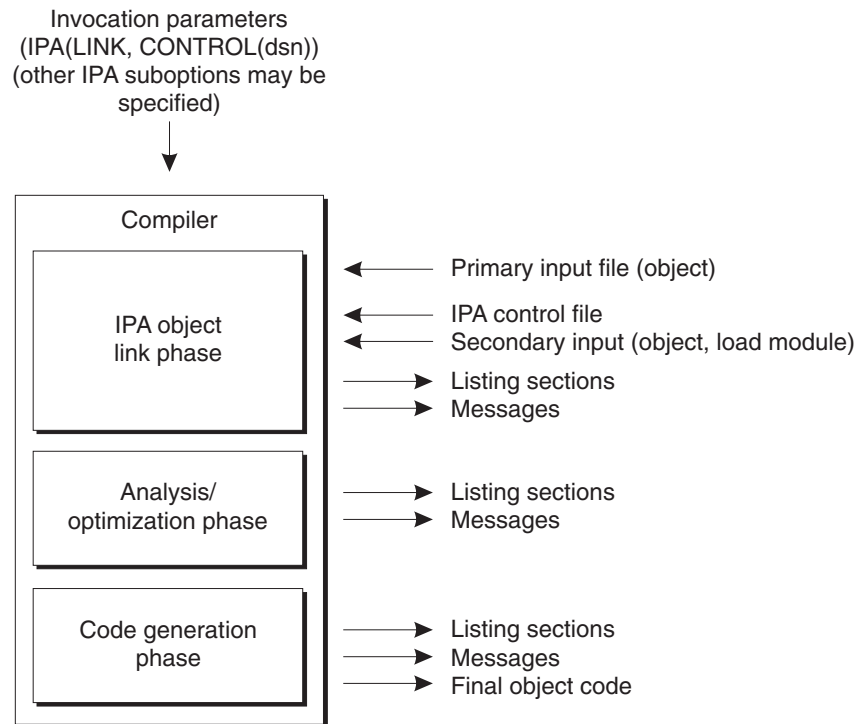 Invocation parameters
(IPA(LINK, CONTROL(dsn))
(other IPA suboptions may be
specified)
Compiler
IPA object
link phase
Primary input file (object)
IPA control file
Secondary input (object, load module)
Listing sections
Messages
Analysis/
optimization phase
Listing sections
Messages
Code generation
phase
Listing sections
Messages
Final object code